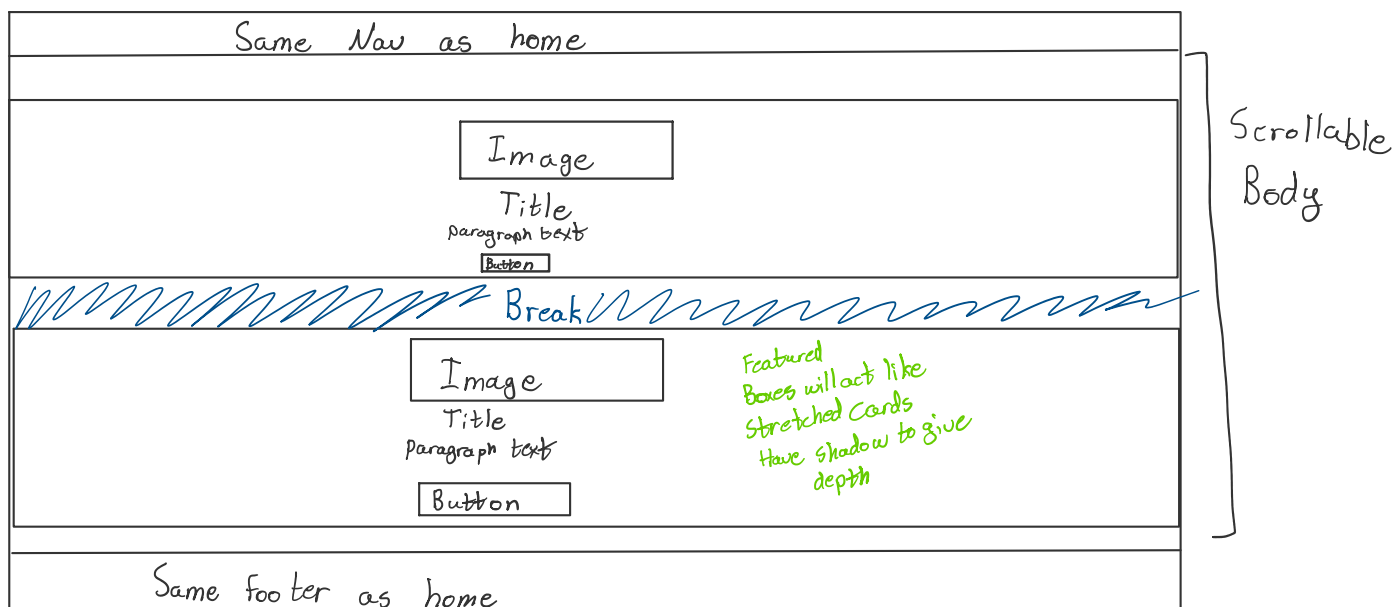 Same Nav as home
Scrollable
Body
Image
Title
paragraph text
Button
Break
Image
Title
paragraph text
Button
Featured
Boxes will act like
Stretched Cards
Have shadow to give
depth
Same footer as home